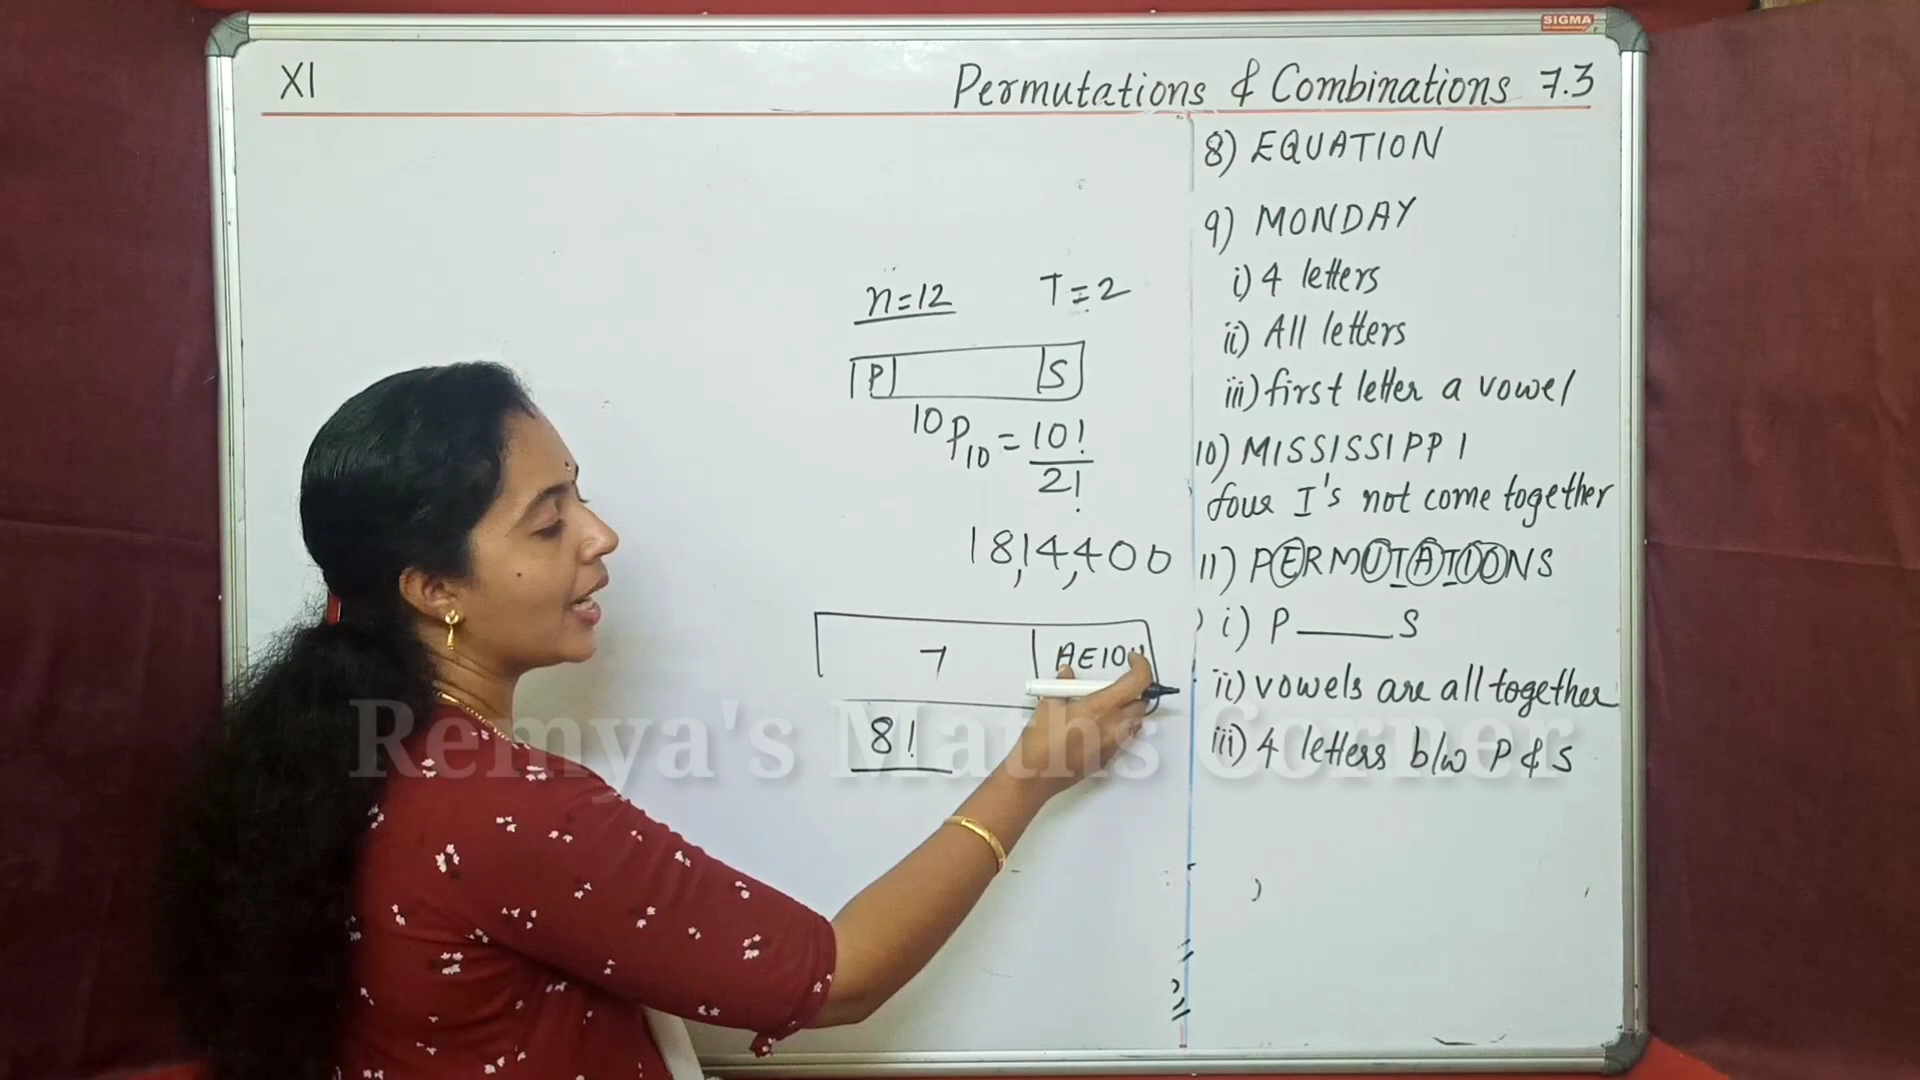 SIGMA
XI
Permutations & Combinations 7.3
n=12 T=2
P S
10P10 = 10!
2!
18,14,400
7 AEIOU
8!
8) EQUATION
9) MONDAY
i) 4 letters
ii) All letters
iii) first letter a vowel
10) MISSISSIPPI
four I's not come together
11) PERMUTATIONS
i) P ____ S
ii) vowels are all together
iii) 4 letters b/w P & S
Remya's Maths Corner